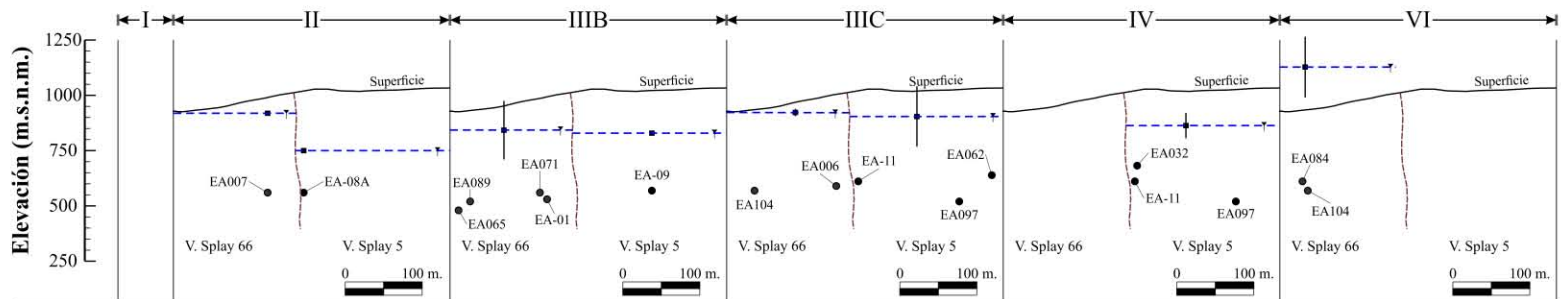 I II IIIB IIIC IV VI
Elevación (m.s.n.m.)
1250
1000
750
500
250
Superficie
EA007
EA-08A
V. Splay 66
V. Splay 5
0 100 m.
Superficie
EA089
EA065
EA071
EA-01
EA-09
V. Splay 66
V. Splay 5
0 100 m.
Superficie
EA104
EA006
EA-11
EA062
EA097
V. Splay 66
V. Splay 5
0 100 m.
Superficie
EA032
EA-11
EA097
V. Splay 66
V. Splay 5
0 100 m.
Superficie
EA084
EA104
V. Splay 66
V. Splay 5
0 100 m.